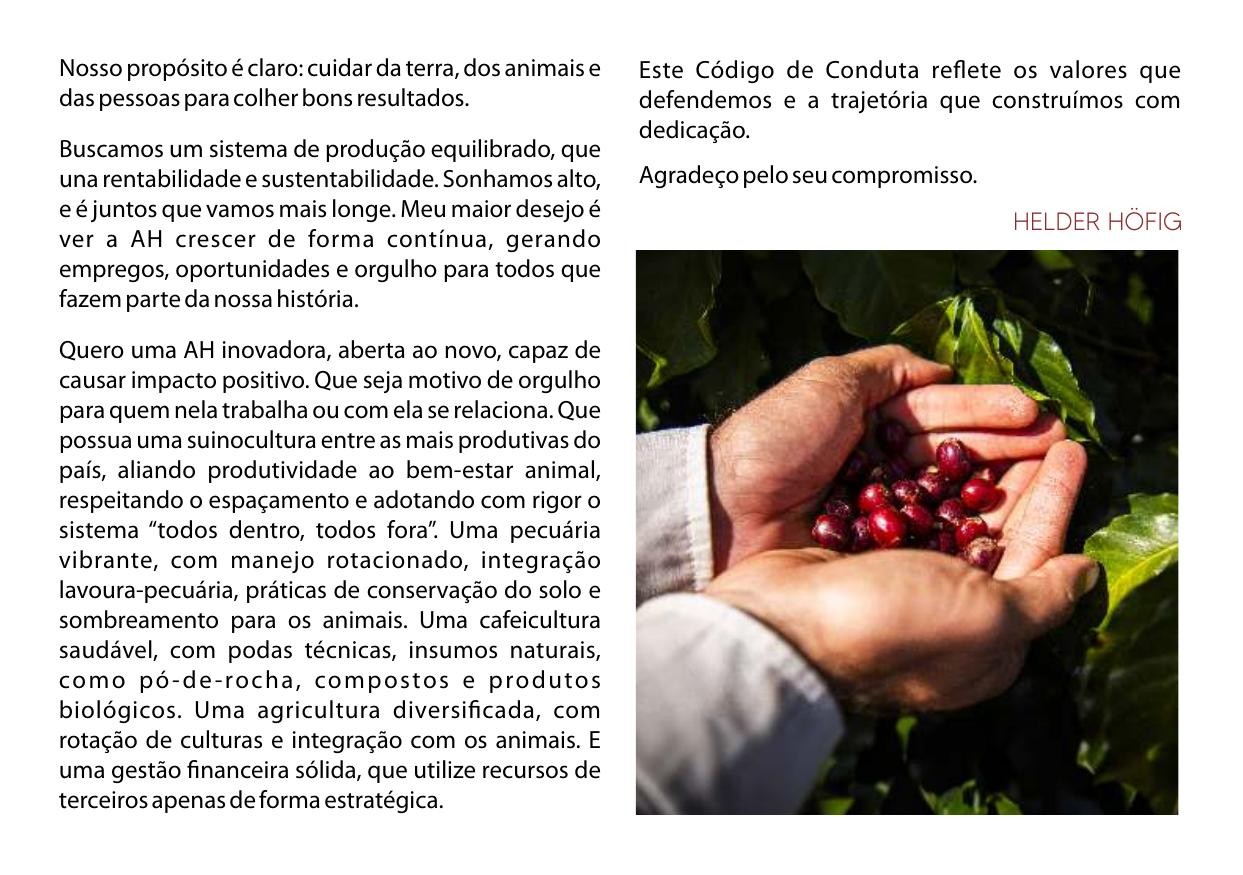 Nosso propósito é claro: cuidar da terra, dos animais e
das pessoas para colher bons resultados.
Buscamos um sistema de produção equilibrado, que
una rentabilidade e sustentabilidade. Sonhamos alto,
e é juntos que vamos mais longe. Meu maior desejo é
ver a AH crescer de forma contínua, gerando
empregos, oportunidades e orgulho para todos que
fazem parte da nossa história.
Quero uma AH inovadora, aberta ao novo, capaz de
causar impacto positivo. Que seja motivo de orgulho
para quem nela trabalha ou com ela se relaciona. Que
possua uma suinocultura entre as mais produtivas do
país, aliando produtividade ao bem-estar animal,
respeitando o espaçamento e adotando com rigor o
sistema “todos dentro, todos fora”. Uma pecuária
vibrante, com manejo rotacionado, integração
lavoura-pecuária, práticas de conservação do solo e
sombreamento para os animais. Uma cafeicultura
saudável, com podas técnicas, insumos naturais,
como pó-de-rocha, compostos e produtos
biológicos. Uma agricultura diversificada, com
rotação de culturas e integração com os animais. E
uma gestão financeira sólida, que utilize recursos de
terceiros apenas de forma estratégica.
Este Código de Conduta reflete os valores que
defendemos e a trajetória que construímos com
dedicação.
Agradeço pelo seu compromisso.
HELDER HÖFIG